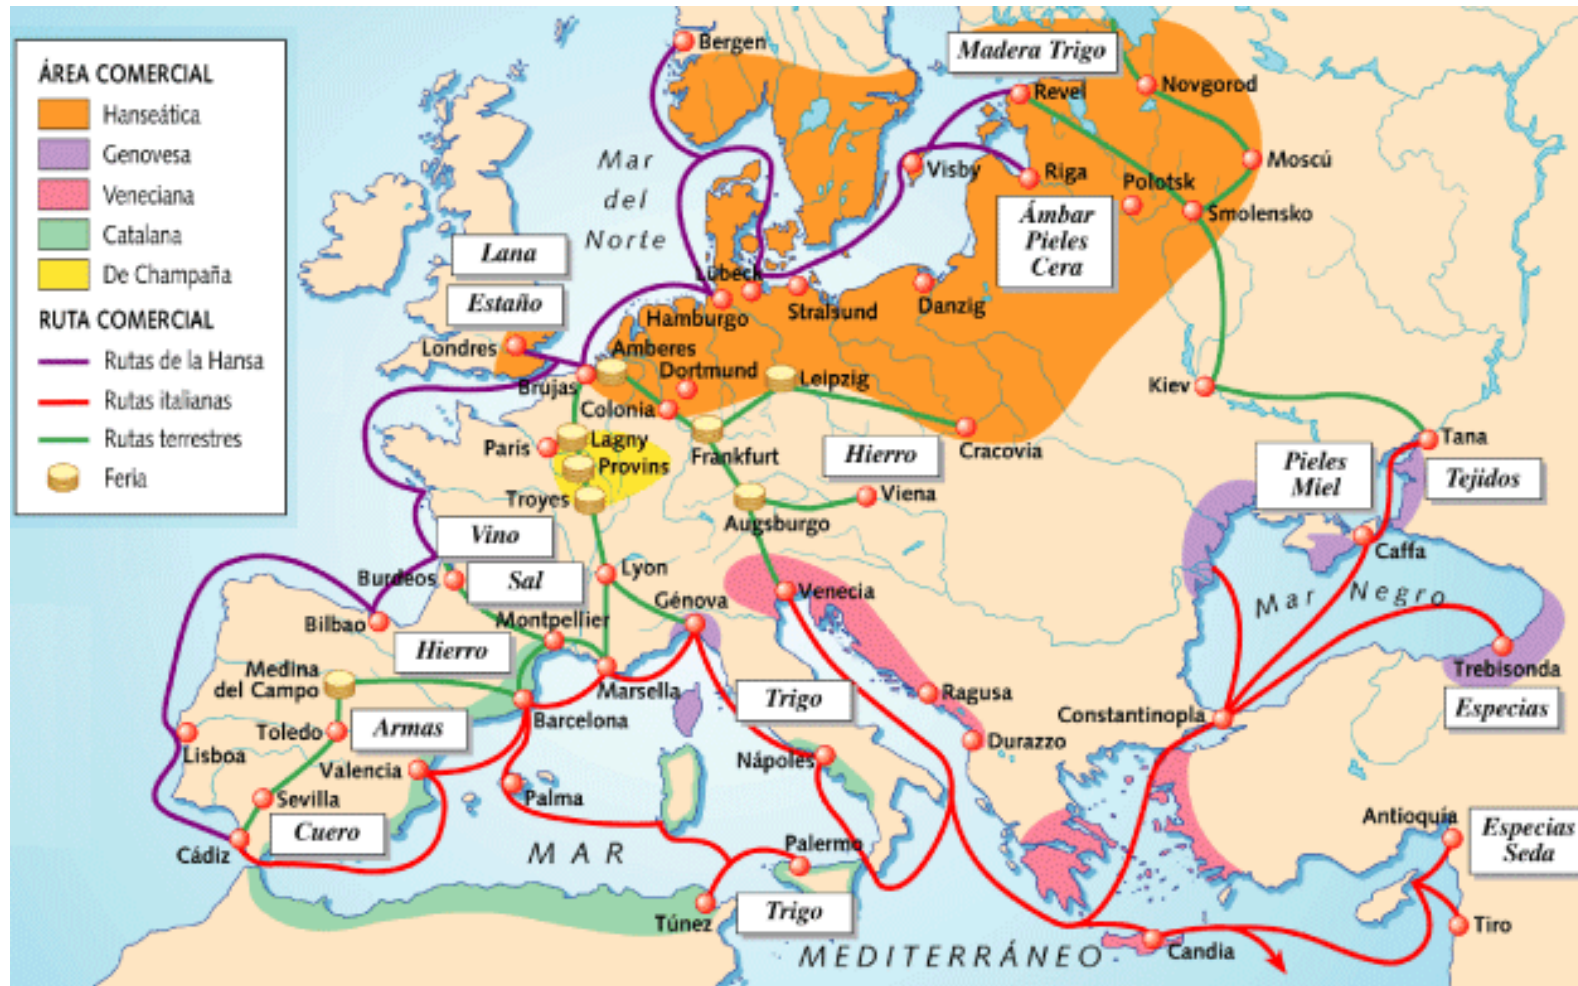 ÁREA COMERCIAL
Hanseática
Genovesa
Veneciana
Catalana
De Champaña
RUTA COMERCIAL
Rutas de la Hansa
Rutas italianas
Rutas terrestres
Feria
Bergen
Madera Trigo
Revel
Novgorod
Moscú
Mar
del
Norte
Visby
Riga
Polotsk
Smolensko
Ámbar
Pieles
Cera
Lana
Estaño
Lübeck
Hamburgo
Stralsund
Danzig
Londres
Amberes
Brujas
Dortmund
Leipzig
Colonia
Kiev
París
Lagny
Provins
Frankfurt
Hierro
Cracovia
Tana
Troyes
Augsburgo
Viena
Pieles
Miel
Tejidos
Vino
Caffa
Burdeos
Sal
Lyon
Génova
Venecia
Mar Negro
Bilbao
Montpellier
Hierro
Trebisonda
Medina
del Campo
Marsella
Trigo
Ragusa
Especias
Toledo
Armas
Barcelona
Constantinopla
Lisboa
Durazzo
Valencia
Nápoles
Sevilla
Palma
Cuero
Antioquía
Especias
Seda
Cádiz
MAR
Palermo
Túnez
Trigo
Tiro
MEDITERRÁNEO
Candia